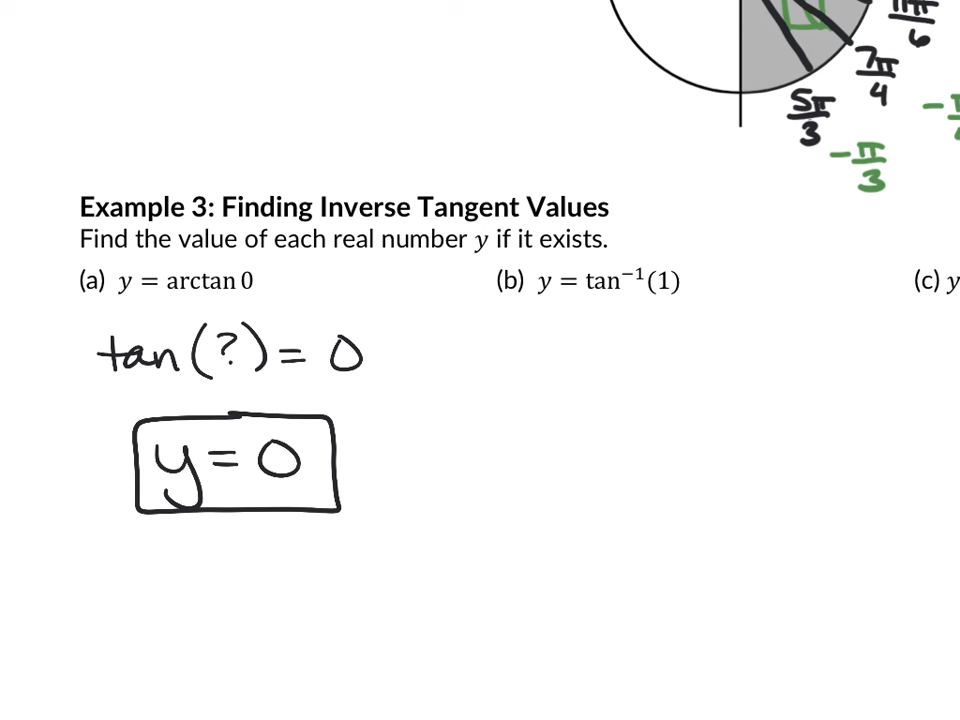 π/6
7π/4
5π/3
-π
-π/3
Example 3: Finding Inverse Tangent Values
Find the value of each real number y if it exists.
(a) y = arctan 0 (b) y = tan⁻¹(1) (c) y
tan(?) = 0
y = 0